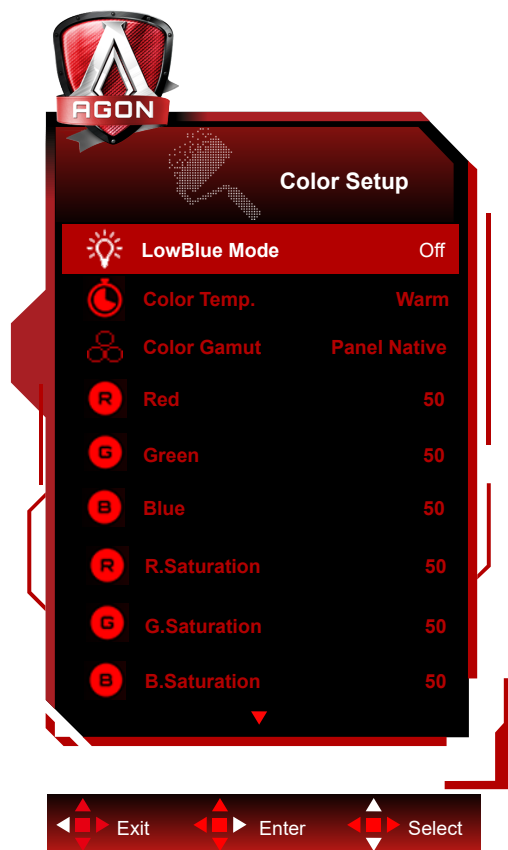 AGON
Color Setup
LowBlue Mode Off
Color Temp. Warm
Color Gamut Panel Native
R Red 50
G Green 50
B Blue 50
R R.Saturation 50
G G.Saturation 50
B B.Saturation 50
Exit Enter Select